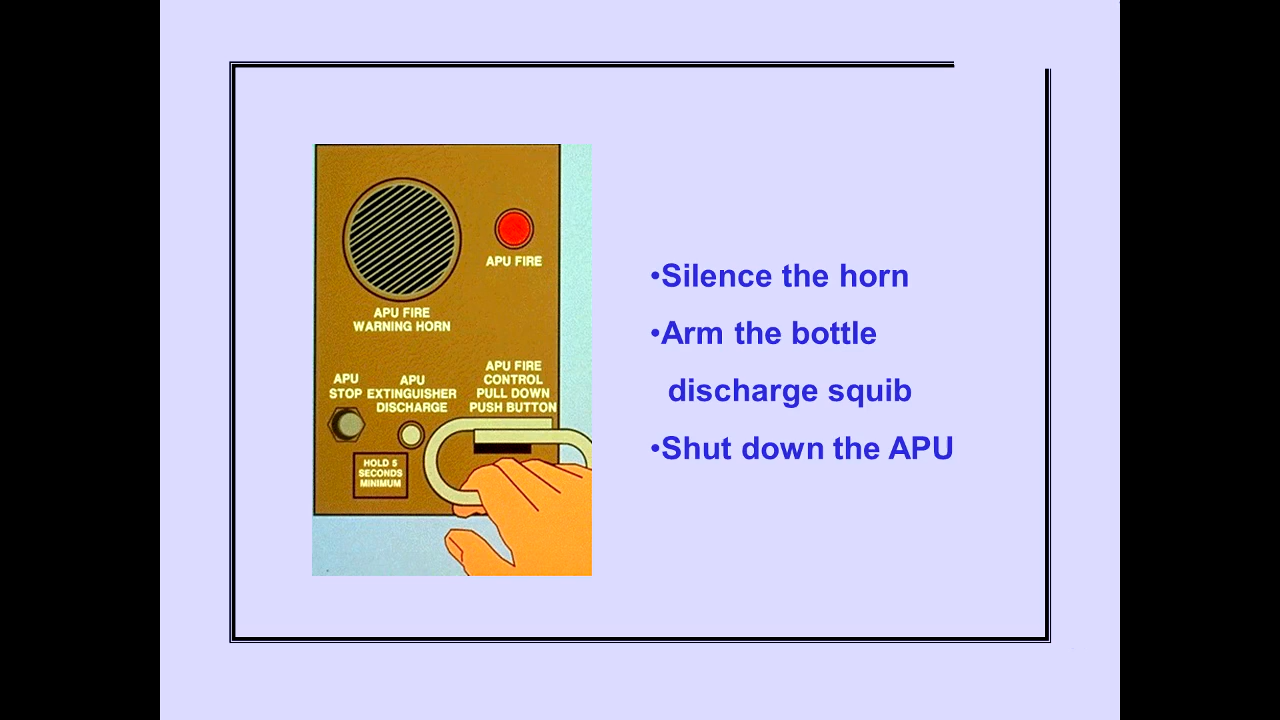 APU FIRE
APU FIRE
WARNING HORN
APU
STOP
APU
EXTINGUISHER
DISCHARGE
APU FIRE
CONTROL
PULL DOWN
PUSH BUTTON
HOLD 5
SECONDS
MINIMUM
•Silence the horn
•Arm the bottle
discharge squib
•Shut down the APU